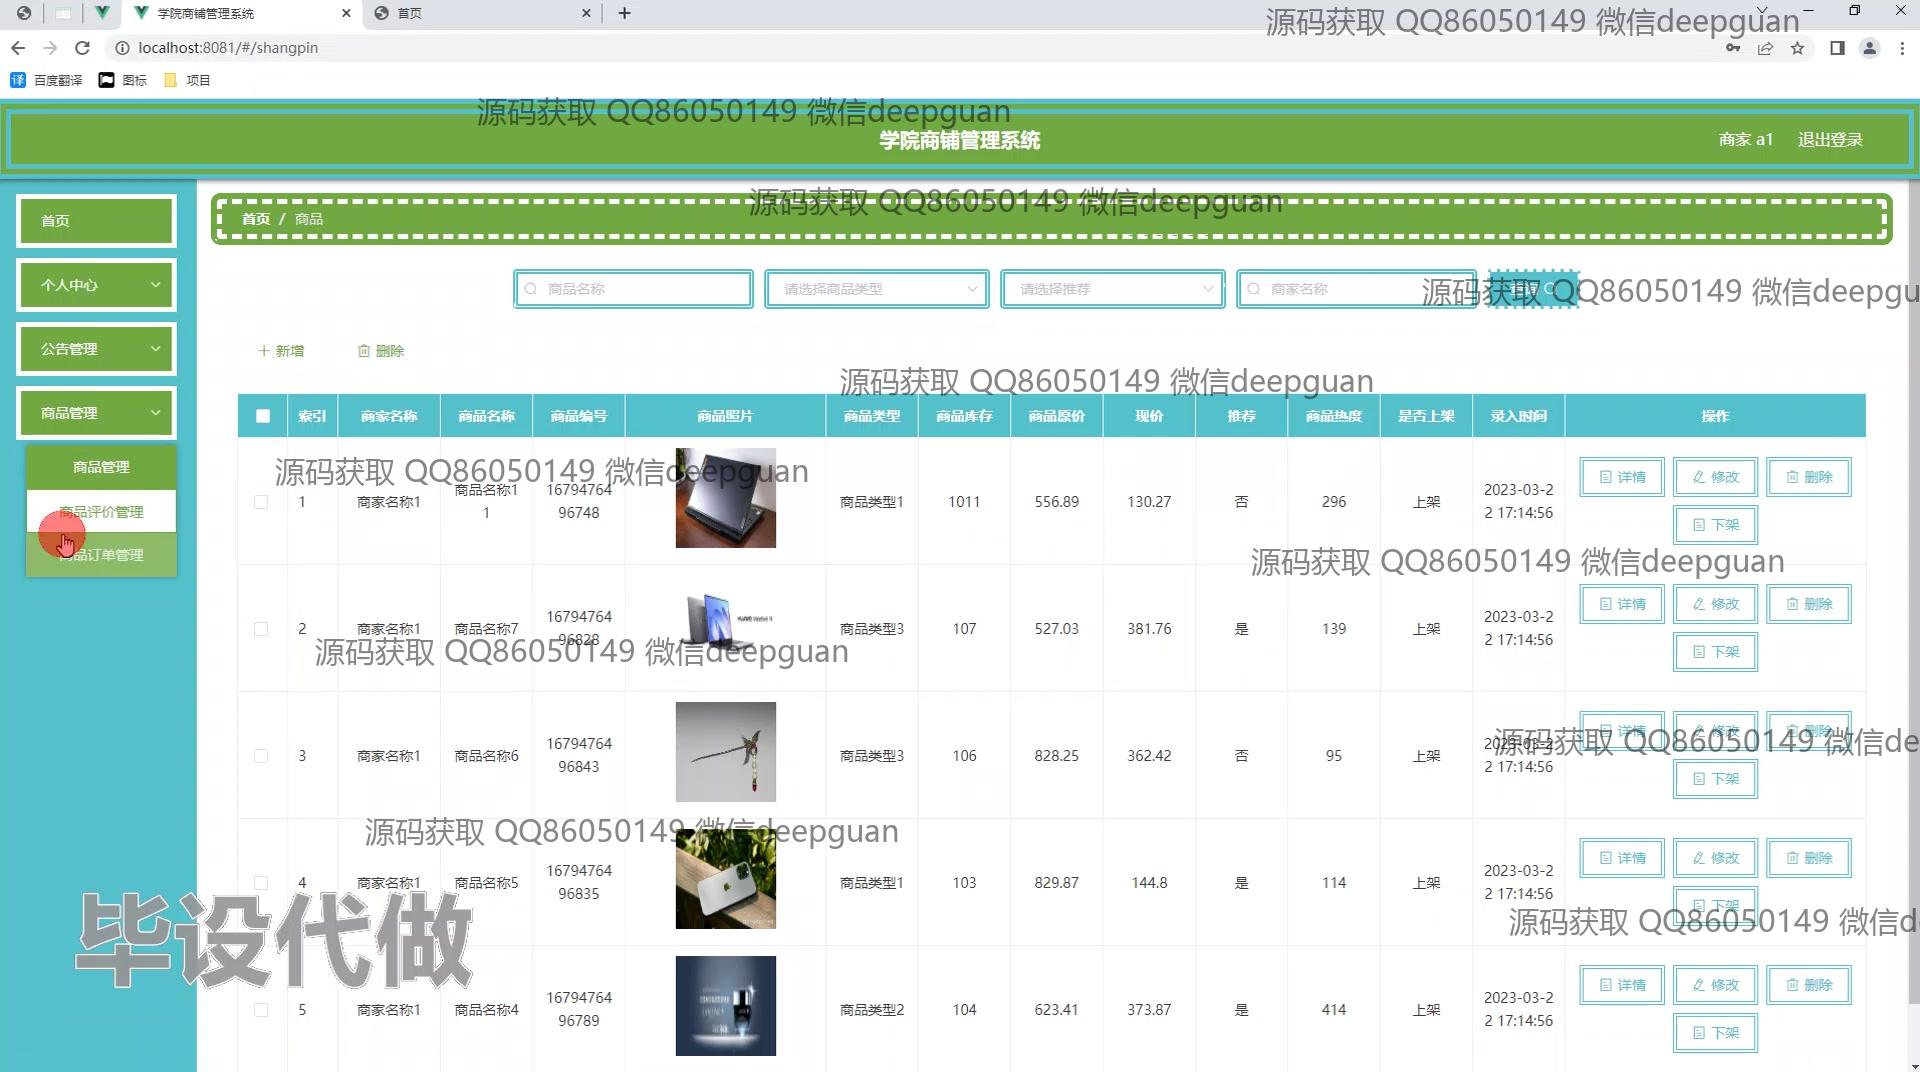 学院商铺管理系统
首页
源码获取 QQ86050149 微信deepguan
localhost:8081/#/shangpin
百度翻译
图标
项目
源码获取 QQ86050149 微信deepguan
学院商铺管理系统
商家 a1
退出登录
源码获取 QQ86050149 微信deepguan
首页 / 商品
首页
个人中心
公告管理
商品管理
商品管理
商品评价管理
商品订单管理
商品名称
请选择商品类型
请选择推荐
商家名称
源码获取 QQ86050149 微信deepgu
新增
删除
源码获取 QQ86050149 微信deepguan
索引 商家名称 商品名称 商品编号 商品照片 商品类型 商品库存 商品原价 现价 推荐 商品热度 是否上架 录入时间 操作
源码获取 QQ86050149 微信deepguan
1 商家名称1 商品名称1 16794764 商品类型1 1011 556.89 130.27 否 296 上架 2023-03-2 详情 修改 删除
1 96748 2 17:14:56 下架
源码获取 QQ86050149 微信deepguan
2 商家名称1 商品名称7 16794764 商品类型3 107 527.03 381.76 是 139 上架 2023-03-2 详情 修改 删除
96828 2 17:14:56 下架
源码获取 QQ86050149 微信deepguan
3 商家名称1 商品名称6 16794764 商品类型3 106 828.25 362.42 否 95 上架 2023-03-2 详情 修改 删除
96843 2 17:14:56 下架
源码获取 QQ86050149 微信de
源码获取 QQ86050149 微信deepguan
4 商家名称1 商品名称5 16794764 商品类型1 103 829.87 144.8 是 114 上架 2023-03-2 详情 修改 删除
96835 2 17:14:56 下架
源码获取 QQ86050149 微信d
毕设代做
5 商家名称1 商品名称4 16794764 商品类型2 104 623.41 373.87 是 414 上架 2023-03-2 详情 修改 删除
96789 2 17:14:56 下架